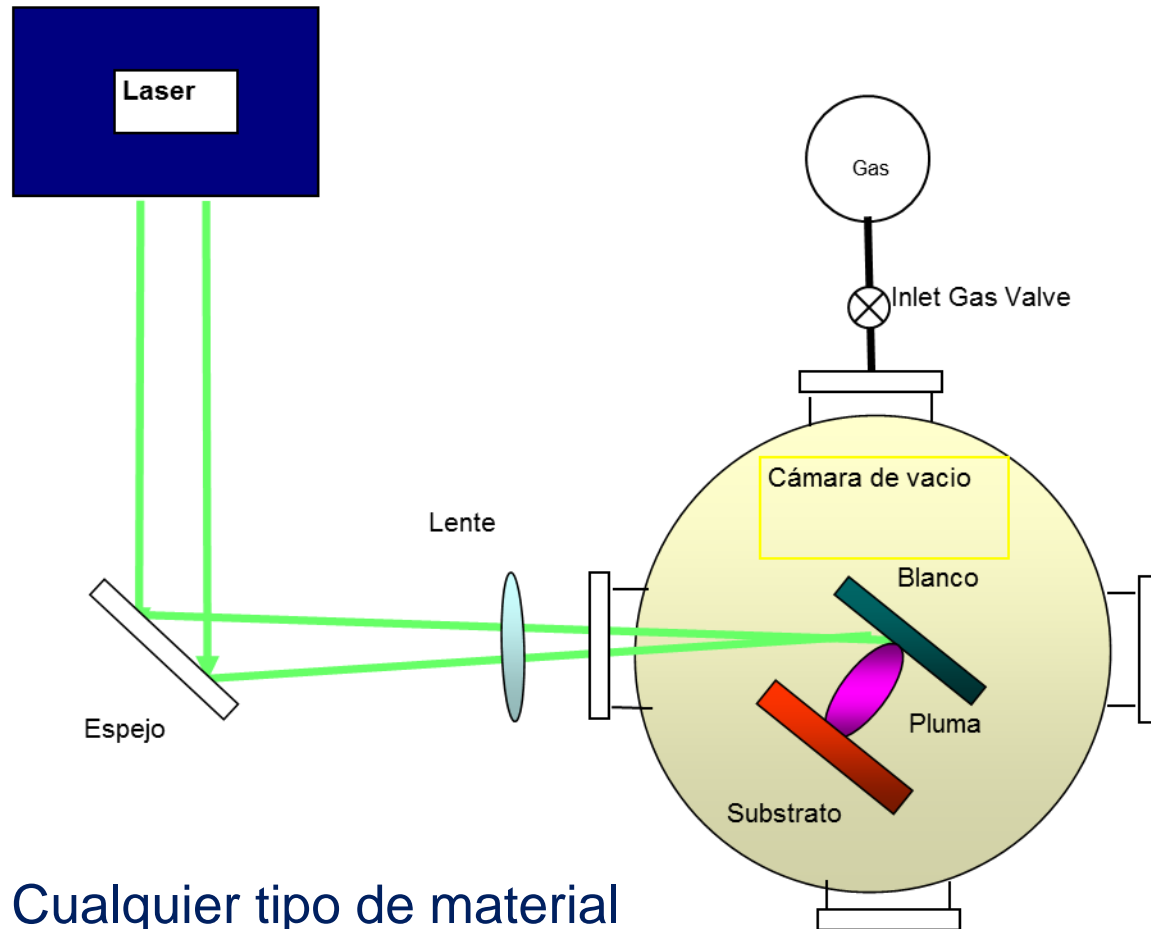 Laser
Gas
Inlet Gas Valve
Cámara de vacio
Lente
Blanco
Espejo
Pluma
Substrato
Cualquier tipo de material